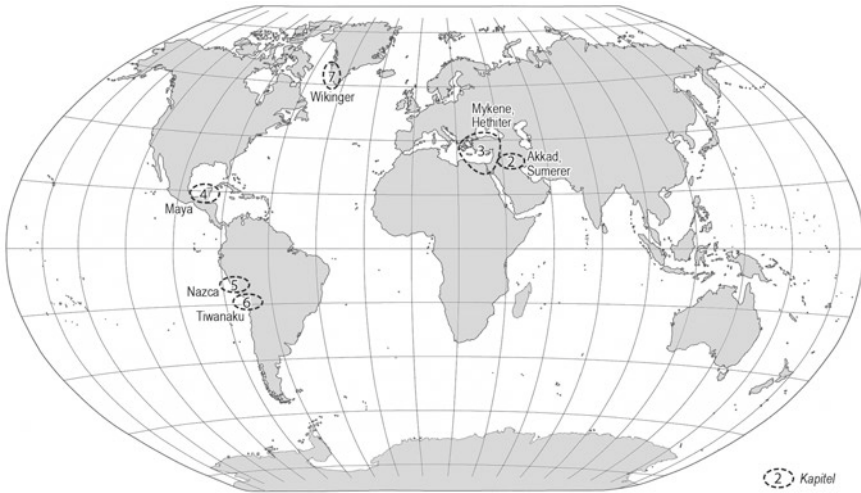 7
Wikinger
Mykene,
Hethiter
3
2
Akkad,
Sumerer
4
Maya
5
Nazca
6
Tiwanaku
2 Kapitel